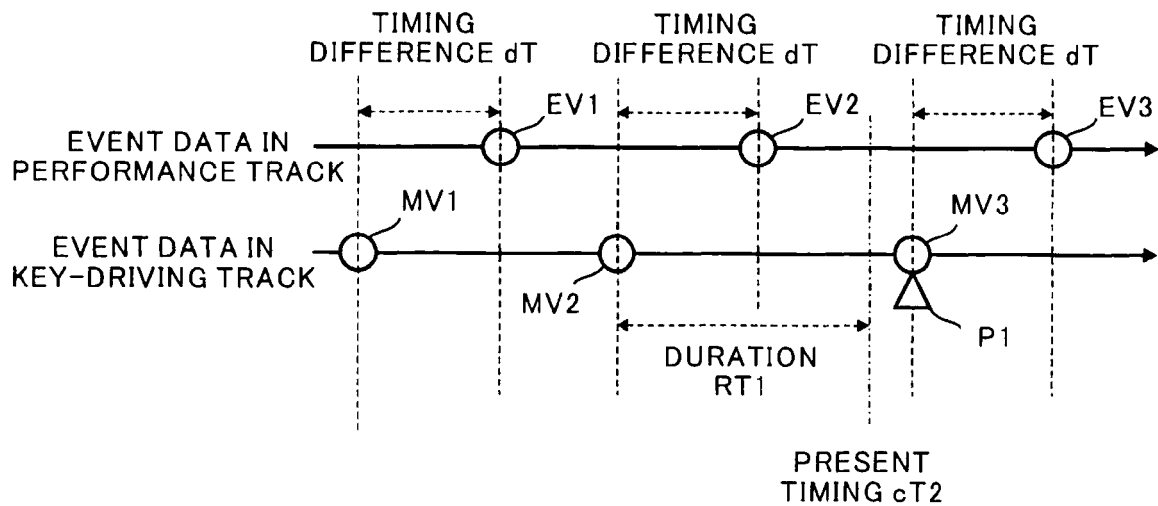 TIMING
DIFFERENCE dT
TIMING
DIFFERENCE dT
TIMING
DIFFERENCE dT
EV1
EV2
EV3
EVENT DATA IN
PERFORMANCE TRACK
MV1
MV3
EVENT DATA IN
KEY-DRIVING TRACK
MV2
P1
DURATION
RT1
PRESENT
TIMING cT2